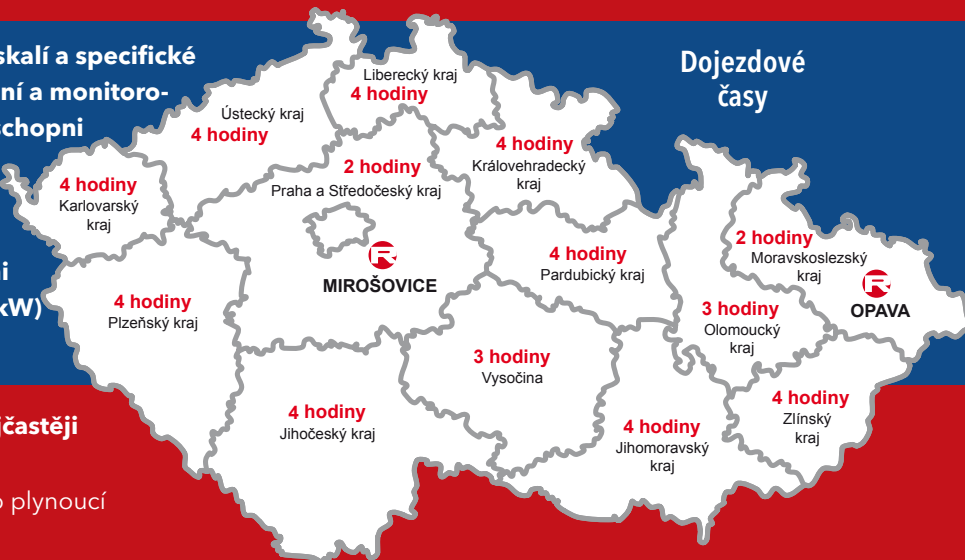 skalí a specifické
ní a monitoro-
schopni
kW)
jčastěji
plynoucí
Dojezdové
časy
Liberecký kraj
4 hodiny
Ústecký kraj
4 hodiny
4 hodiny
Královehradecký
kraj
2 hodiny
Praha a Středočeský kraj
4 hodiny
Karlovarský
kraj
MIROŠOVICE
4 hodiny
Pardubický kraj
2 hodiny
Moravskoslezský
kraj
OPAVA
4 hodiny
Plzeňský kraj
3 hodiny
Olomoucký
kraj
3 hodiny
Vysočina
4 hodiny
Jihočeský kraj
4 hodiny
Jihomoravský
kraj
4 hodiny
Zlínský
kraj